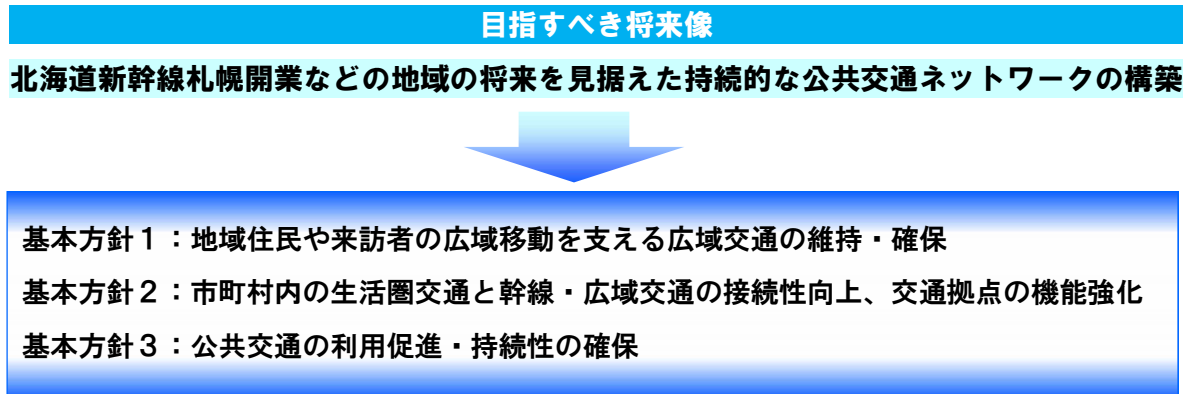 目指すべき将来像
北海道新幹線札幌開業などの地域の将来を見据えた持続的な公共交通ネットワークの構築
基本方針１：地域住民や来訪者の広域移動を支える広域交通の維持・確保
基本方針２：市町村内の生活圏交通と幹線・広域交通の接続性向上、交通拠点の機能強化
基本方針３：公共交通の利用促進・持続性の確保